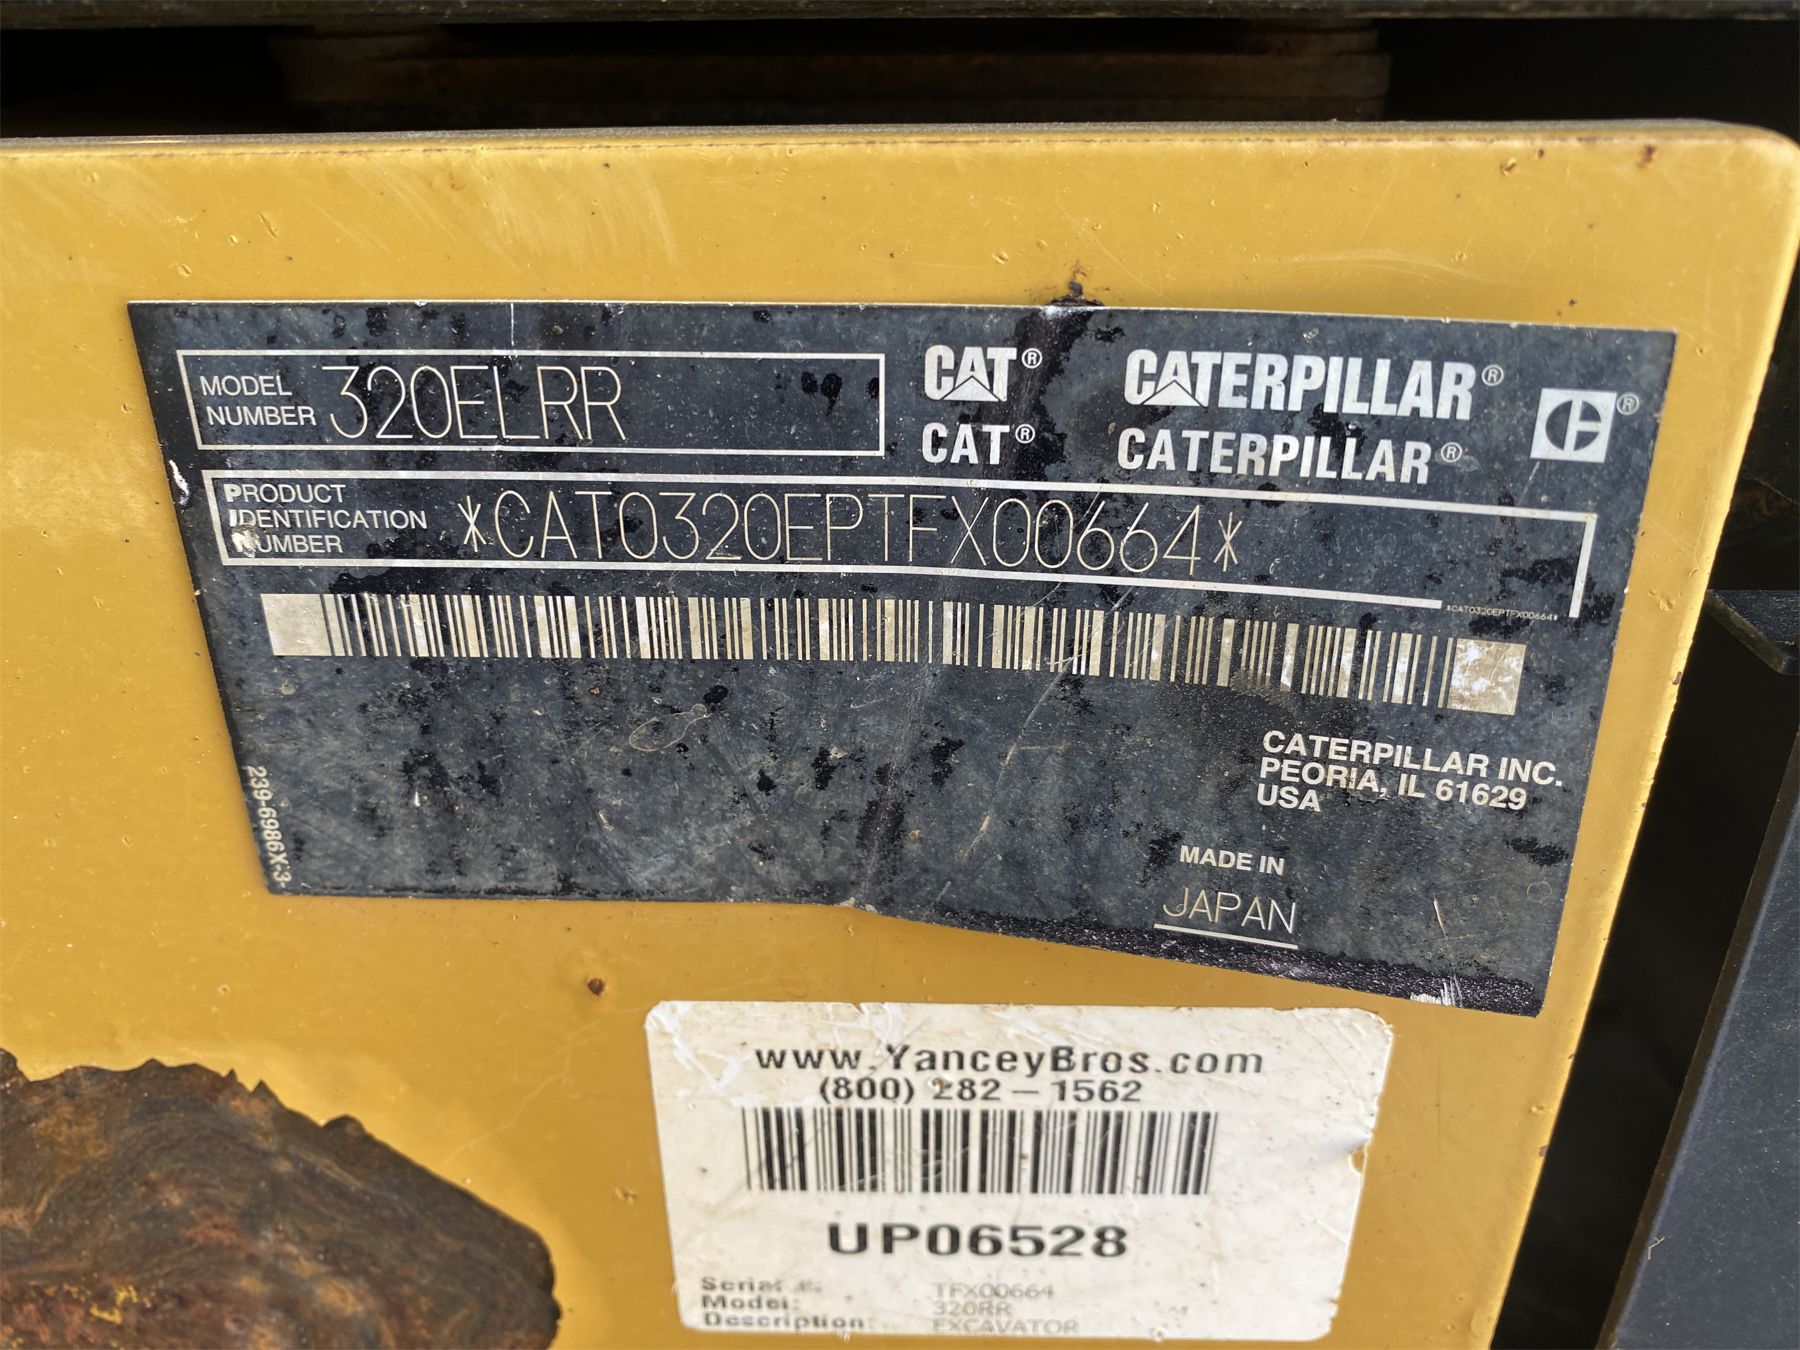 MODEL NUMBER 320ELRR
CAT® CATERPILLAR®
CAT® CATERPILLAR® ®
PRODUCT IDENTIFICATION NUMBER *CAT0320EPTFX00664*
*CAT0320EPTFX00664*
CATERPILLAR INC.
PEORIA, IL 61629
USA
MADE IN
JAPAN
239-6986X-3
www.YanceyBros.com
(800) 282-1562
UP06528
Serial #: TFX00664
Model: 320RR
Description: EXCAVATOR